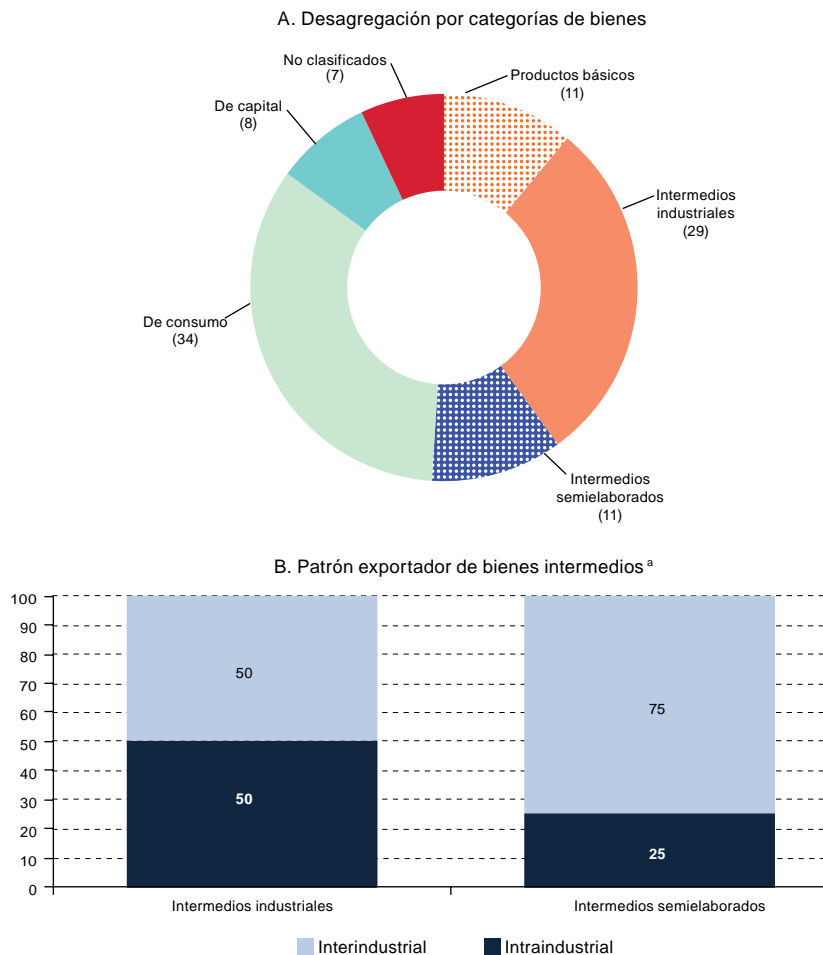 A. Desagregación por categorías de bienes
No clasificados
(7)
Productos básicos
(11)
De capital
(8)
Intermedios
industriales
(29)
De consumo
(34)
Intermedios
semielaborados
(11)
B. Patrón exportador de bienes intermedios ª
100
90
80
70
60
50
40
30
20
10
0
50
50
75
25
Intermedios industriales
Intermedios semielaborados
Interindustrial
Intraindustrial